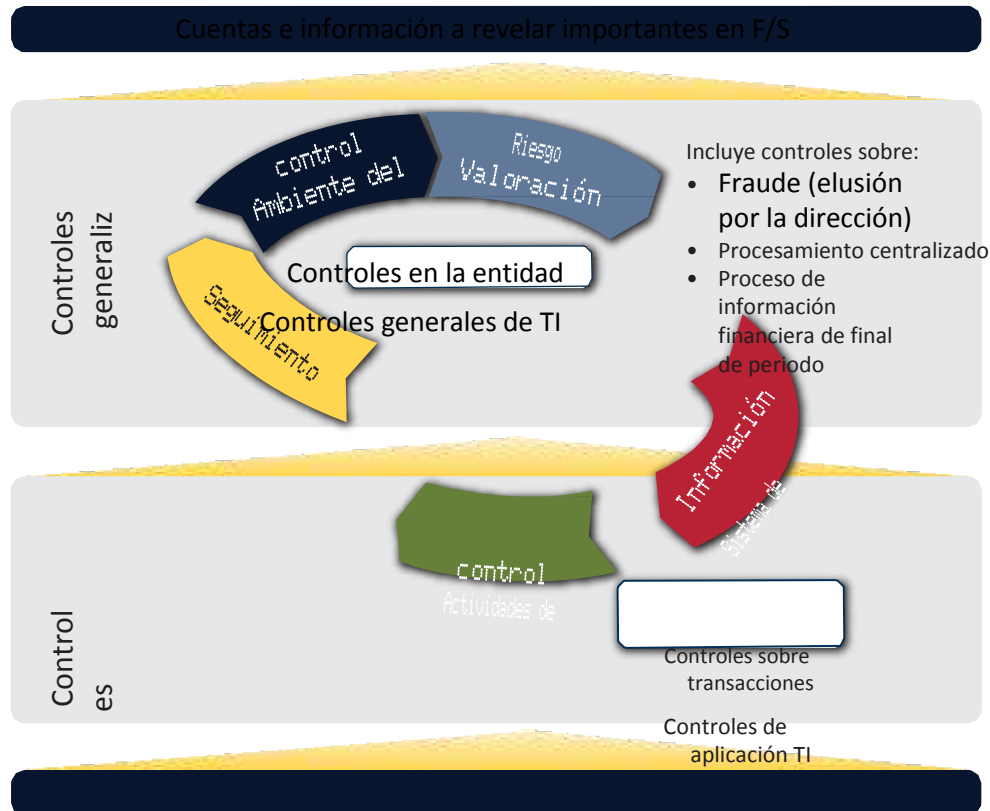 Cuentas e información a revelar importantes en F/S
Controles
generaliz
control
Ambiente del
Riesgo
Valoración
Seguimiento
Controles en la entidad
Controles generales de TI
Incluye controles sobre:
• Fraude (elusión
por la dirección)
• Procesamiento centralizado
• Proceso de
información
financiera de final
de periodo
Información
Sistema de
control
Actividades de
Control
es
Controles sobre
transacciones
Controles de
aplicación TI